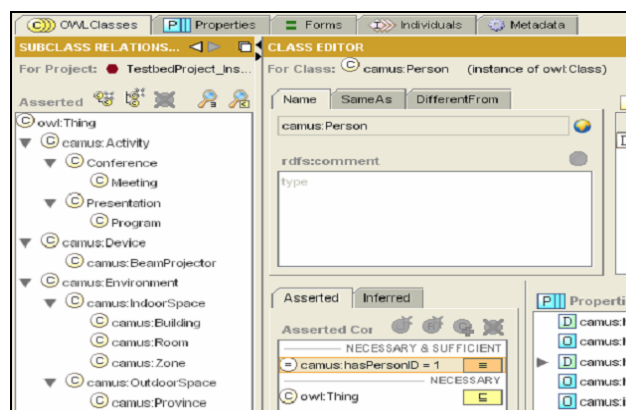 OWLClasses Properties Forms Individuals Metadata
SUBCLASS RELATIONS...
For Project: TestbedProject_Ins...
Asserted
owl:Thing
camus:Activity
Conference
Meeting
Presentation
Program
camus:Device
camus:BeamProjector
camus:Environment
camus:IndoorSpace
camus:Building
camus:Room
camus:Zone
camus:OutdoorSpace
camus:Province
CLASS EDITOR
For Class: camus:Person (instance of owl:Class)
Name SameAs DifferentFrom
camus:Person
rdfs:comment
type
Asserted Inferred
Asserted Cor
NECESSARY & SUFFICIENT
camus:hasPersonID = 1
NECESSARY
owl:Thing
Properti
camus:
camus:
camus:
camus:
camus:i